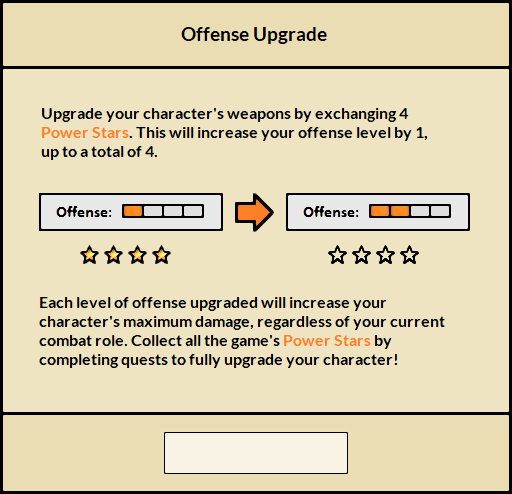 Offense Upgrade
Upgrade your character's weapons by exchanging 4
Power Stars. This will increase your offense level by 1,
up to a total of 4.
Offense:
Offense:
Each level of offense upgraded will increase your
character's maximum damage, regardless of your current
combat role. Collect all the game's Power Stars by
completing quests to fully upgrade your character!